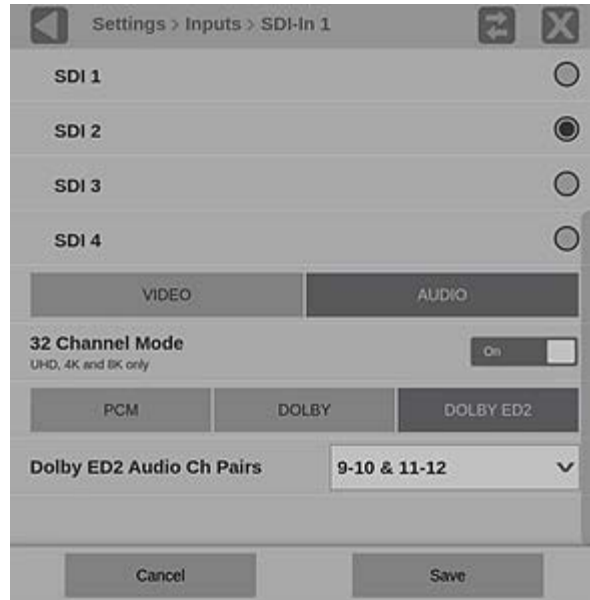 Settings > Inputs > SDI-In 1
SDI 1
SDI 2
SDI 3
SDI 4
VIDEO AUDIO
32 Channel Mode On
UHD, 4K and 8K only
PCM DOLBY DOLBY ED2
Dolby ED2 Audio Ch Pairs 9-10 & 11-12
Cancel Save